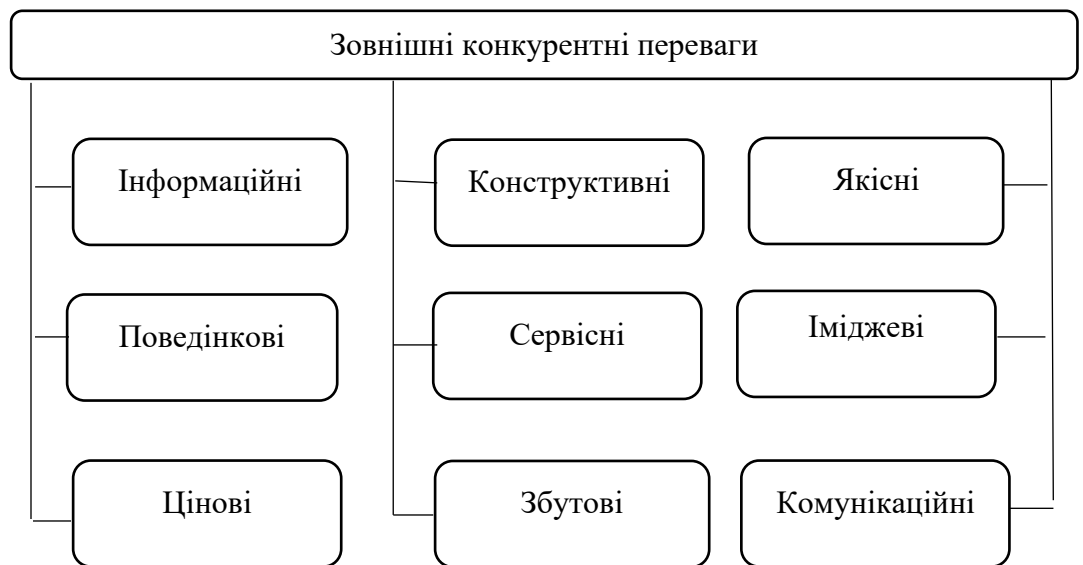 Зовнішні конкурентні переваги
Інформаційні
Конструктивні
Якісні
Поведінкові
Сервісні
Іміджеві
Цінові
Збутові
Комунікаційні